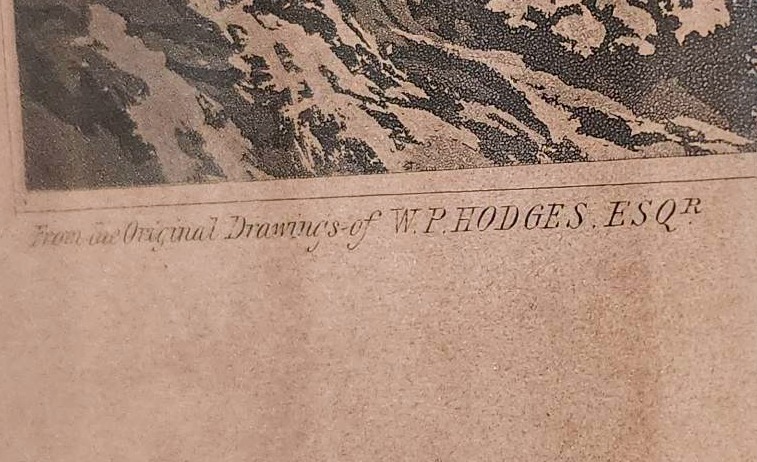 From the Original Drawings of W. P. HODGES. ESQR.